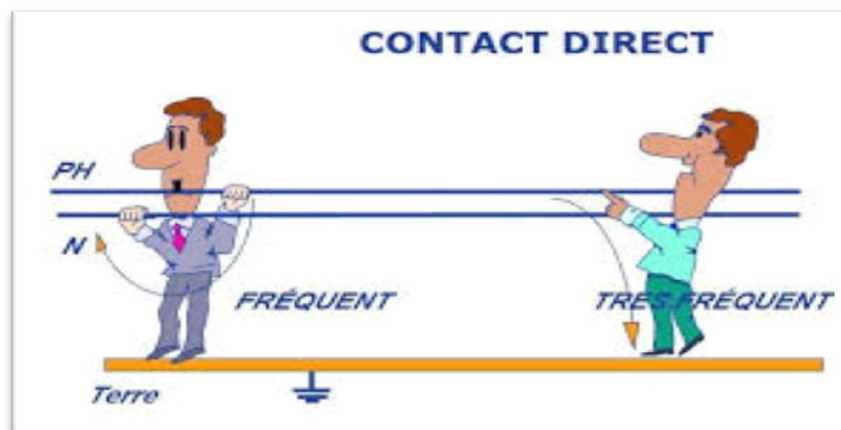 CONTACT DIRECT
PH
N
FRÉQUENT
TRES FRÉQUENT
Terre